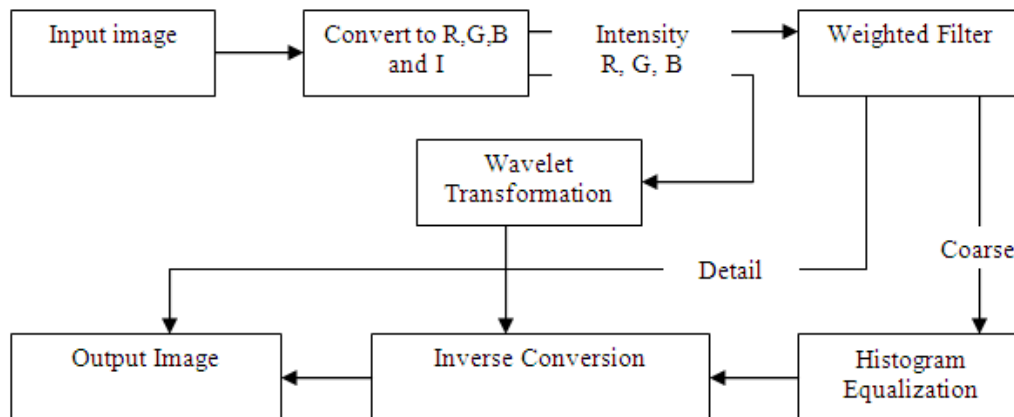 Input image
Convert to R,G,B
and I
Intensity
R, G, B
Weighted Filter
Wavelet
Transformation
Detail
Coarse
Output Image
Inverse Conversion
Histogram
Equalization